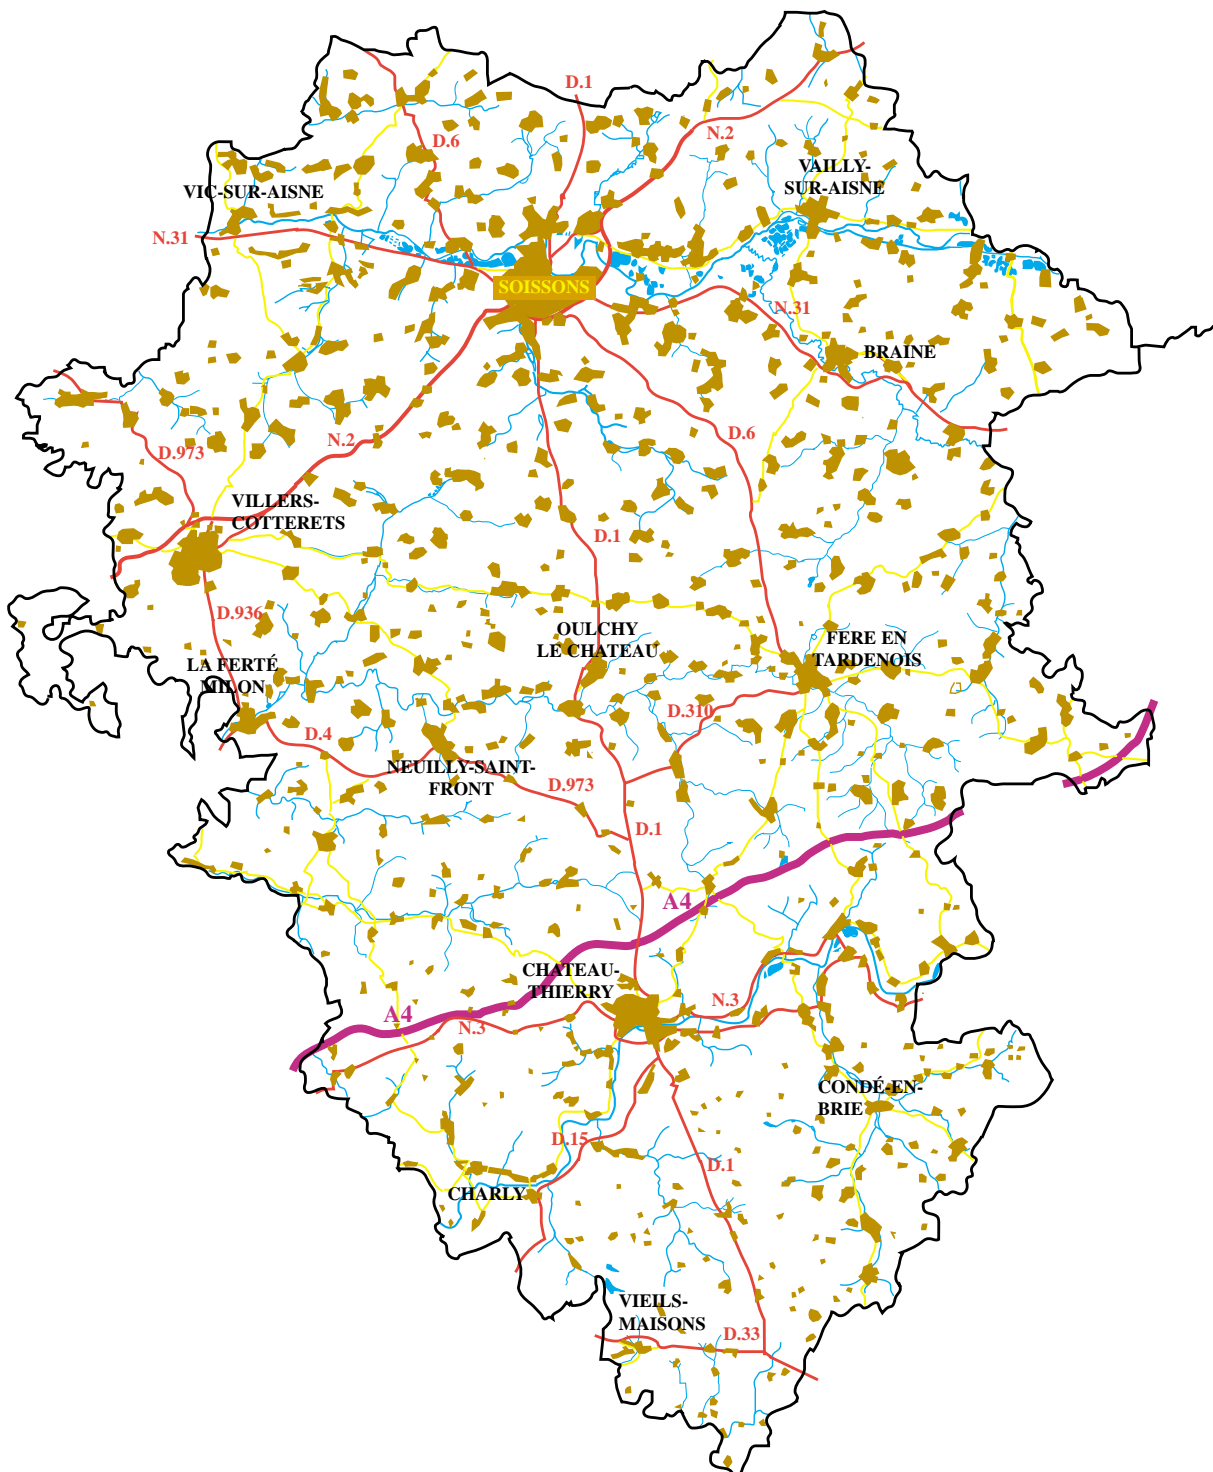 D.1
N.2
D.6
VAILLY-
SUR-AISNE
VIC-SUR-AISNE
N.31
SOISSONS
N.31
BRAINE
D.6
N.2
D.973
VILLERS-
COTTERETS
D.1
D.936
OULCHY
LE CHATEAU
FERE EN
TARDENOIS
LA FERTÉ
MILON
D.310
D.4
NEUILLY-SAINT-
FRONT
D.973
D.1
A4
CHATEAU-
THIERRY
N.3
A4
N.3
CONDÉ-EN-
BRIE
D.15
D.1
CHARLY
VIEILS-
MAISONS
D.33